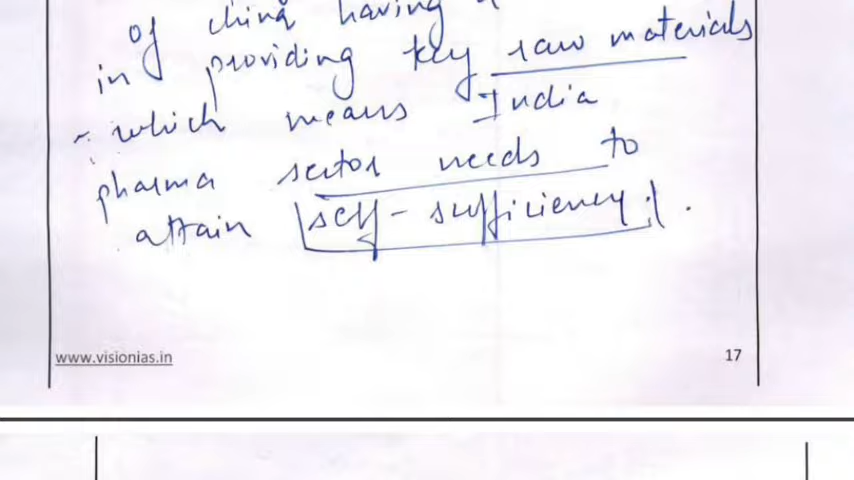 of china having
in providing key raw materials
- which means India
pharma sector needs to
attain self-sufficiency.
www.visionias.in
17